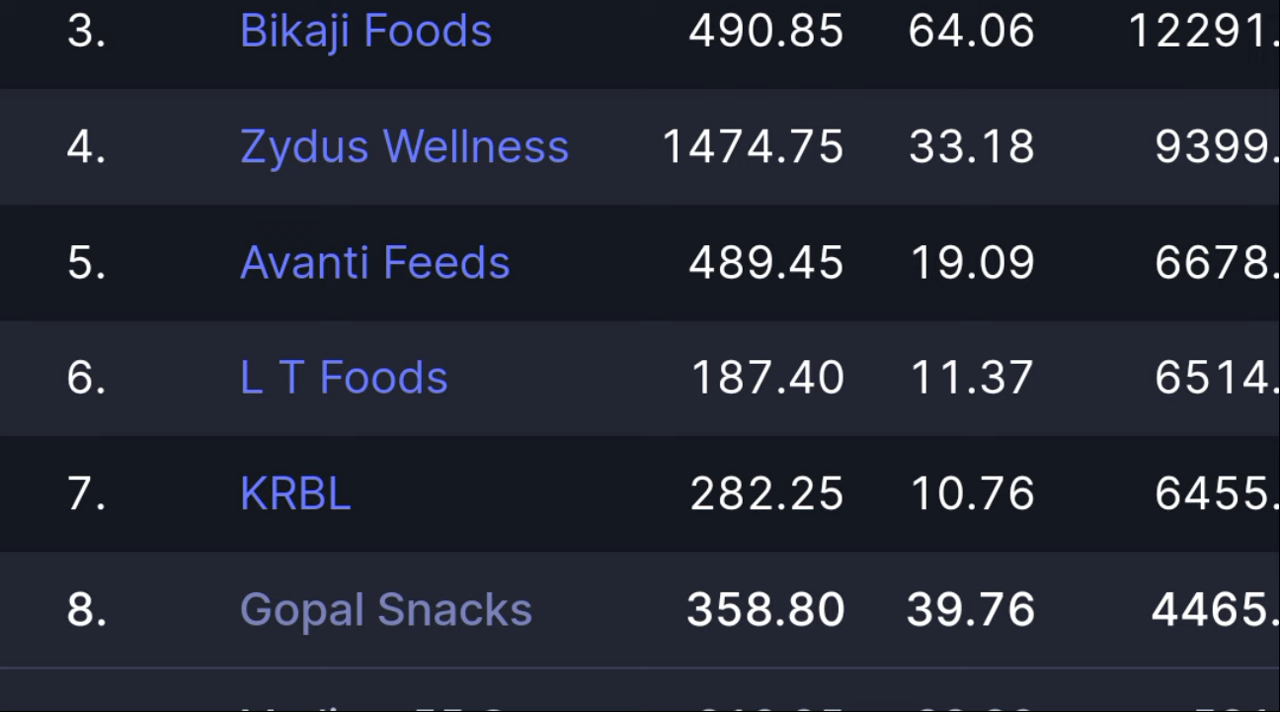 3. Bikaji Foods 490.85 64.06 12291.
4. Zydus Wellness 1474.75 33.18 9399.
5. Avanti Feeds 489.45 19.09 6678.
6. L T Foods 187.40 11.37 6514.
7. KRBL 282.25 10.76 6455.
8. Gopal Snacks 358.80 39.76 4465.